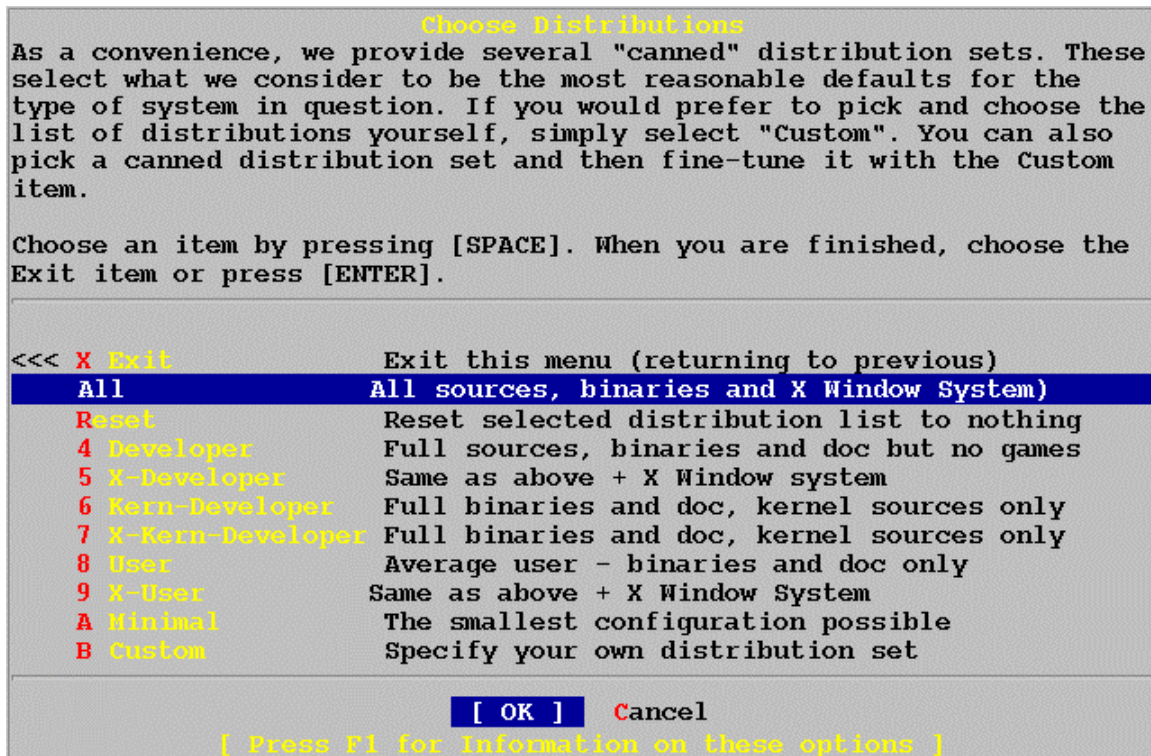 Choose Distributions
As a convenience, we provide several "canned" distribution sets. These
select what we consider to be the most reasonable defaults for the
type of system in question. If you would prefer to pick and choose the
list of distributions yourself, simply select "Custom". You can also
pick a canned distribution set and then fine-tune it with the Custom
item.
Choose an item by pressing [SPACE]. When you are finished, choose the
Exit item or press [ENTER].
<<< X Exit Exit this menu (returning to previous)
All All sources, binaries and X Window System)
Reset Reset selected distribution list to nothing
4 Developer Full sources, binaries and doc but no games
5 X-Developer Same as above + X Window system
6 Kern-Developer Full binaries and doc, kernel sources only
7 X-Kern-Developer Full binaries and doc, kernel sources only
8 User Average user - binaries and doc only
9 X-User Same as above + X Window System
A Minimal The smallest configuration possible
B Custom Specify your own distribution set
[ OK ] Cancel
[ Press F1 for Information on these options ]